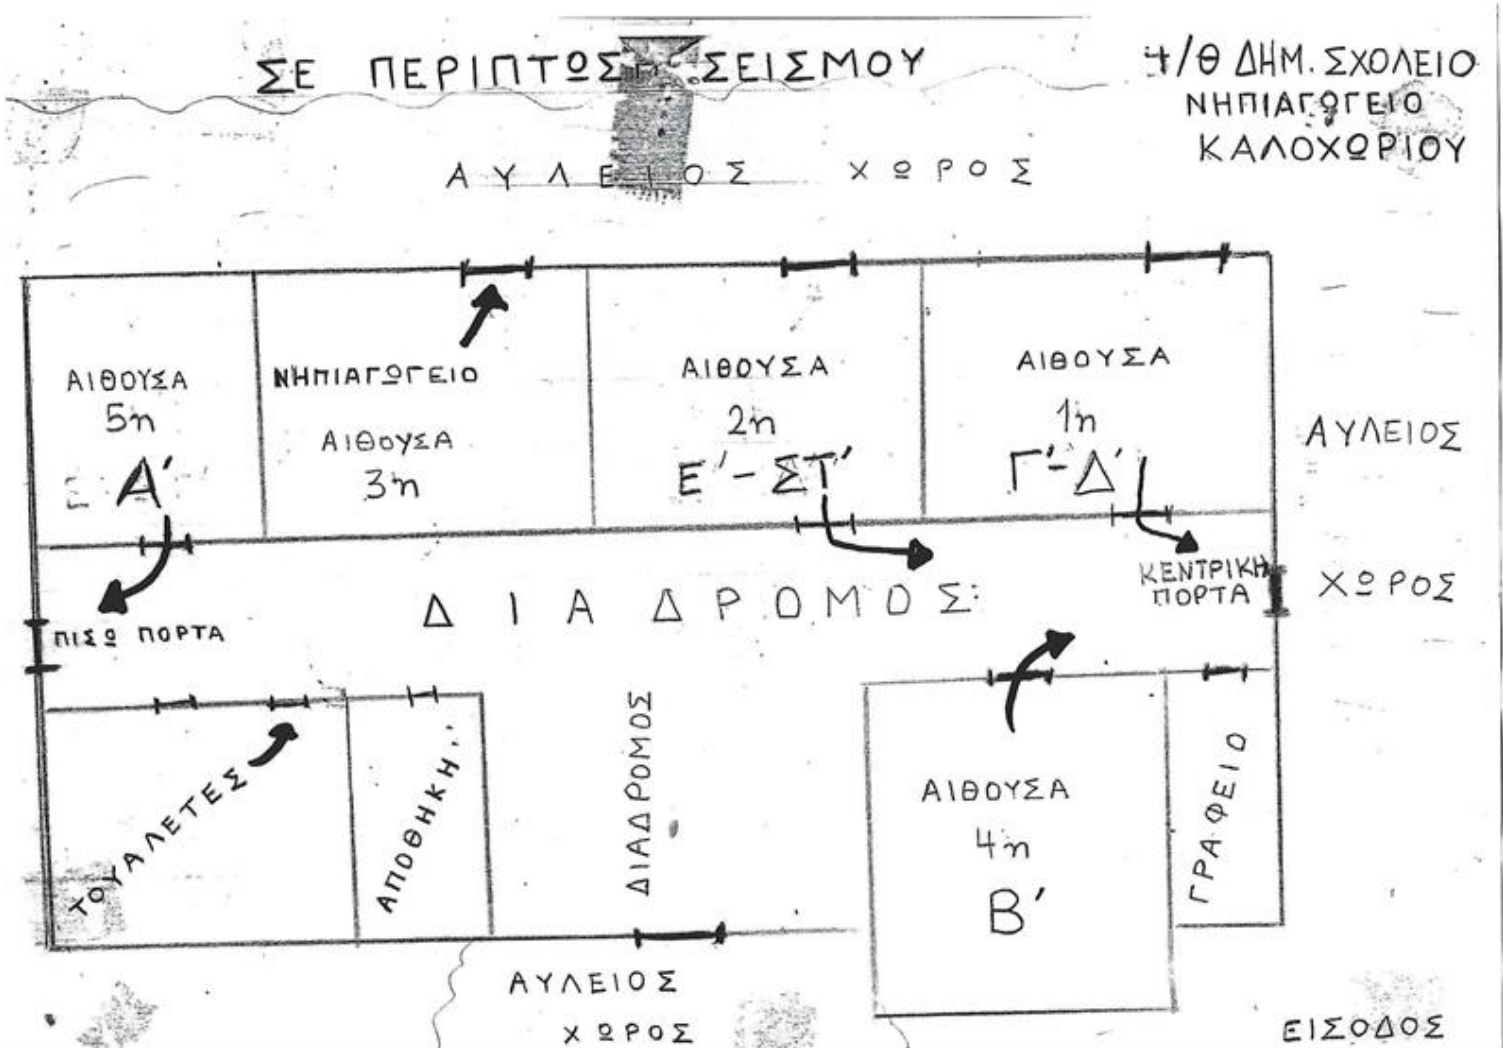 ΣΕ ΠΕΡΙΠΤΩΣΗ ΣΕΙΣΜΟΥ
4/Θ ΔΗΜ. ΣΧΟΛΕΙΟ
ΝΗΠΙΑΓΩΓΕΙΟ
ΚΑΛΟΧΩΡΙΟΥ
ΑΥΛΕΙΟΣ ΧΩΡΟΣ
ΑΙΘΟΥΣΑ
5η
Α'
ΝΗΠΙΑΓΩΓΕΙΟ
ΑΙΘΟΥΣΑ
3η
ΑΙΘΟΥΣΑ
2η
Ε'-ΣΤ'
ΑΙΘΟΥΣΑ
1η
Γ'-Δ'
ΑΥΛΕΙΟΣ
ΧΩΡΟΣ
ΠΙΣΩ ΠΟΡΤΑ
ΔΙΑΔΡΟΜΟΣ
ΚΕΝΤΡΙΚΗ
ΠΟΡΤΑ
ΤΟΥΑΛΕΤΕΣ
ΑΠΟΘΗΚΗ
ΔΙΑΔΡΟΜΟΣ
ΑΙΘΟΥΣΑ
4η
Β'
ΓΡΑΦΕΙΟ
ΑΥΛΕΙΟΣ
ΧΩΡΟΣ
ΕΙΣΟΔΟΣ